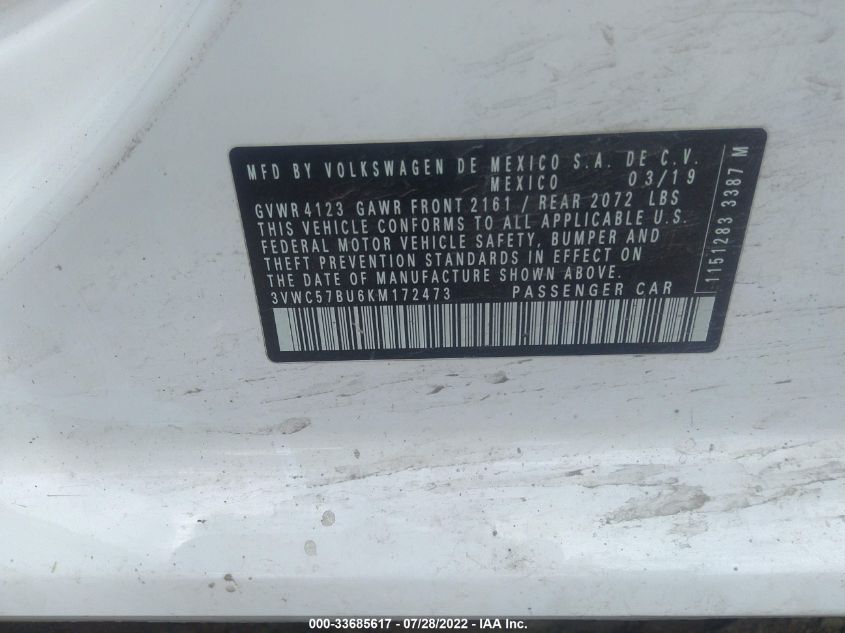 MFD BY VOLKSWAGEN DE MEXICO S.A. DE C.V.
MEXICO 03/19
GVWR 4123 GAWR FRONT 2161 / REAR 2072 LBS
THIS VEHICLE CONFORMS TO ALL APPLICABLE U.S.
FEDERAL MOTOR VEHICLE SAFETY, BUMPER AND
THEFT PREVENTION STANDARDS IN EFFECT ON
THE DATE OF MANUFACTURE SHOWN ABOVE.
3VWC57BU6KM172473 PASSENGER CAR
1151283 3387 M
000-33685617 - 07/28/2022 - IAA Inc.